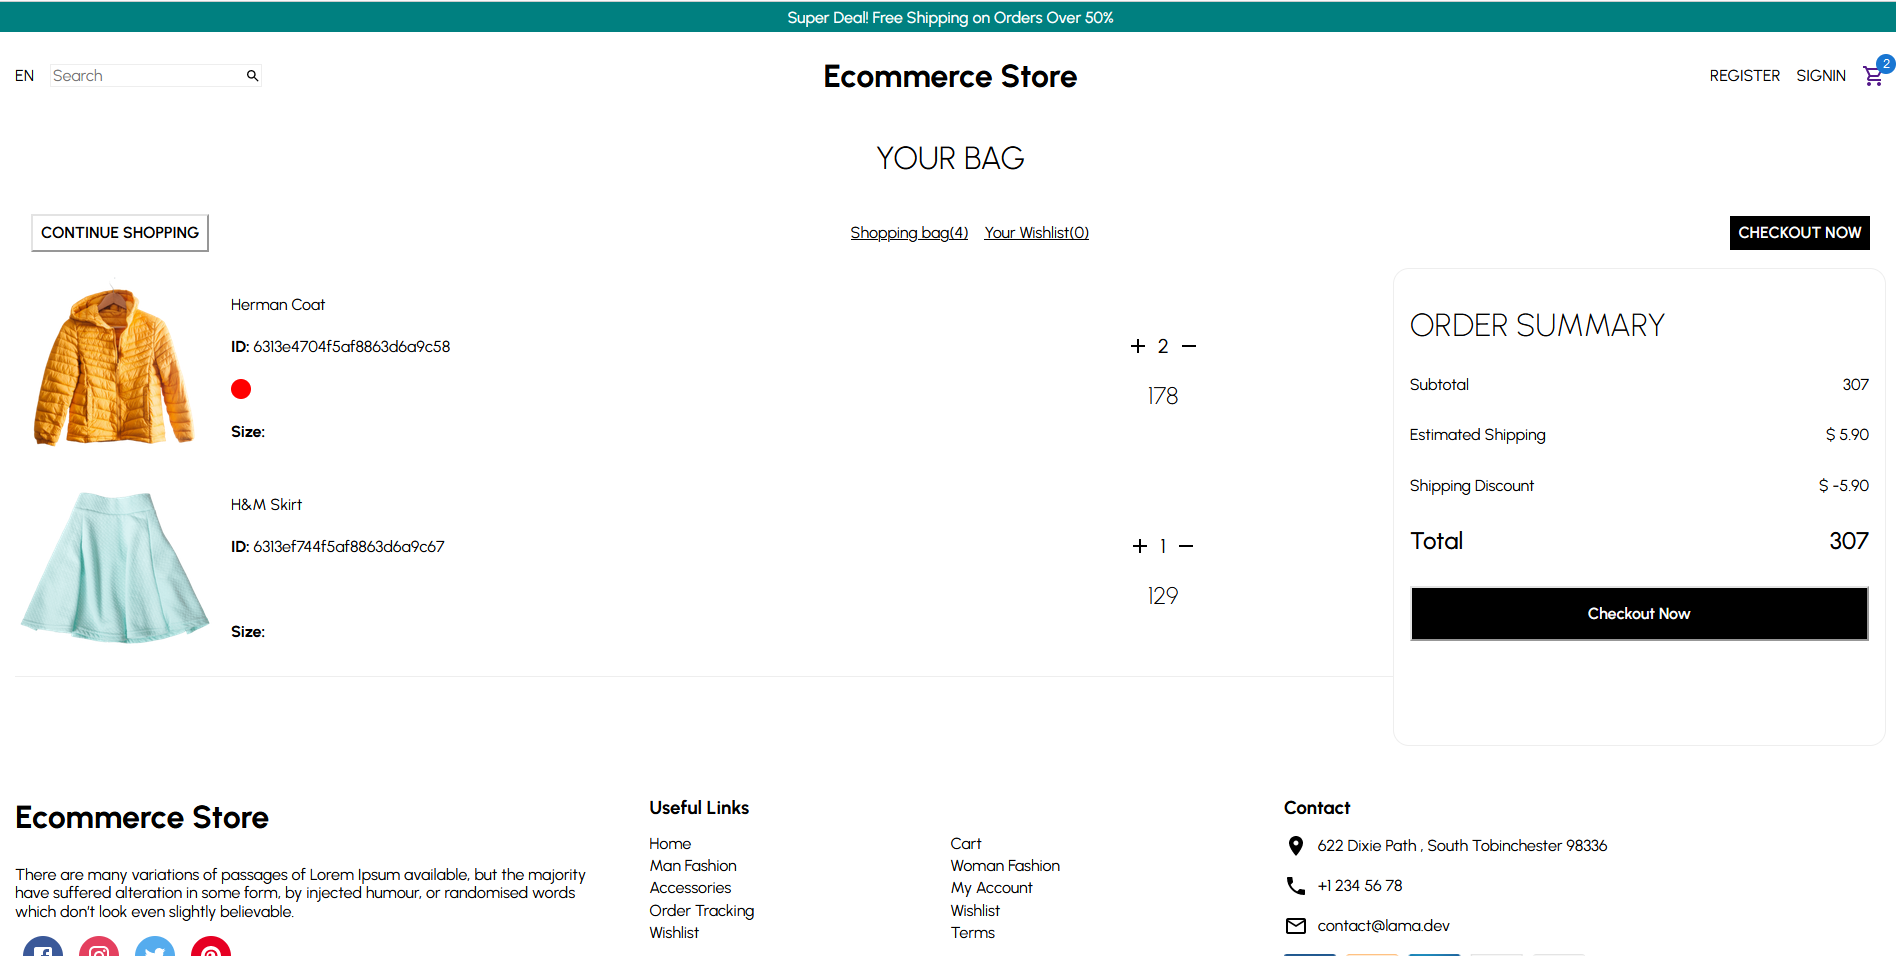 Super Deal! Free Shipping on Orders Over 50%
EN
Search
Ecommerce Store
REGISTER SIGNIN
2
YOUR BAG
CONTINUE SHOPPING
Shopping bag(4) Your Wishlist(0)
CHECKOUT NOW
Herman Coat
ID: 6313e4704f5af8863d6a9c58
Size:
+ 2 −
178
H&M Skirt
ID: 6313ef744f5af8863d6a9c67
Size:
+ 1 −
129
ORDER SUMMARY
Subtotal 307
Estimated Shipping $ 5.90
Shipping Discount $ -5.90
Total 307
Checkout Now
Ecommerce Store
There are many variations of passages of Lorem Ipsum available, but the majority
have suffered alteration in some form, by injected humour, or randomised words
which don't look even slightly believable.
Useful Links
Home Cart
Man Fashion Woman Fashion
Accessories My Account
Order Tracking Wishlist
Wishlist Terms
Contact
622 Dixie Path , South Tobinchester 98336
+1 234 56 78
contact@lama.dev